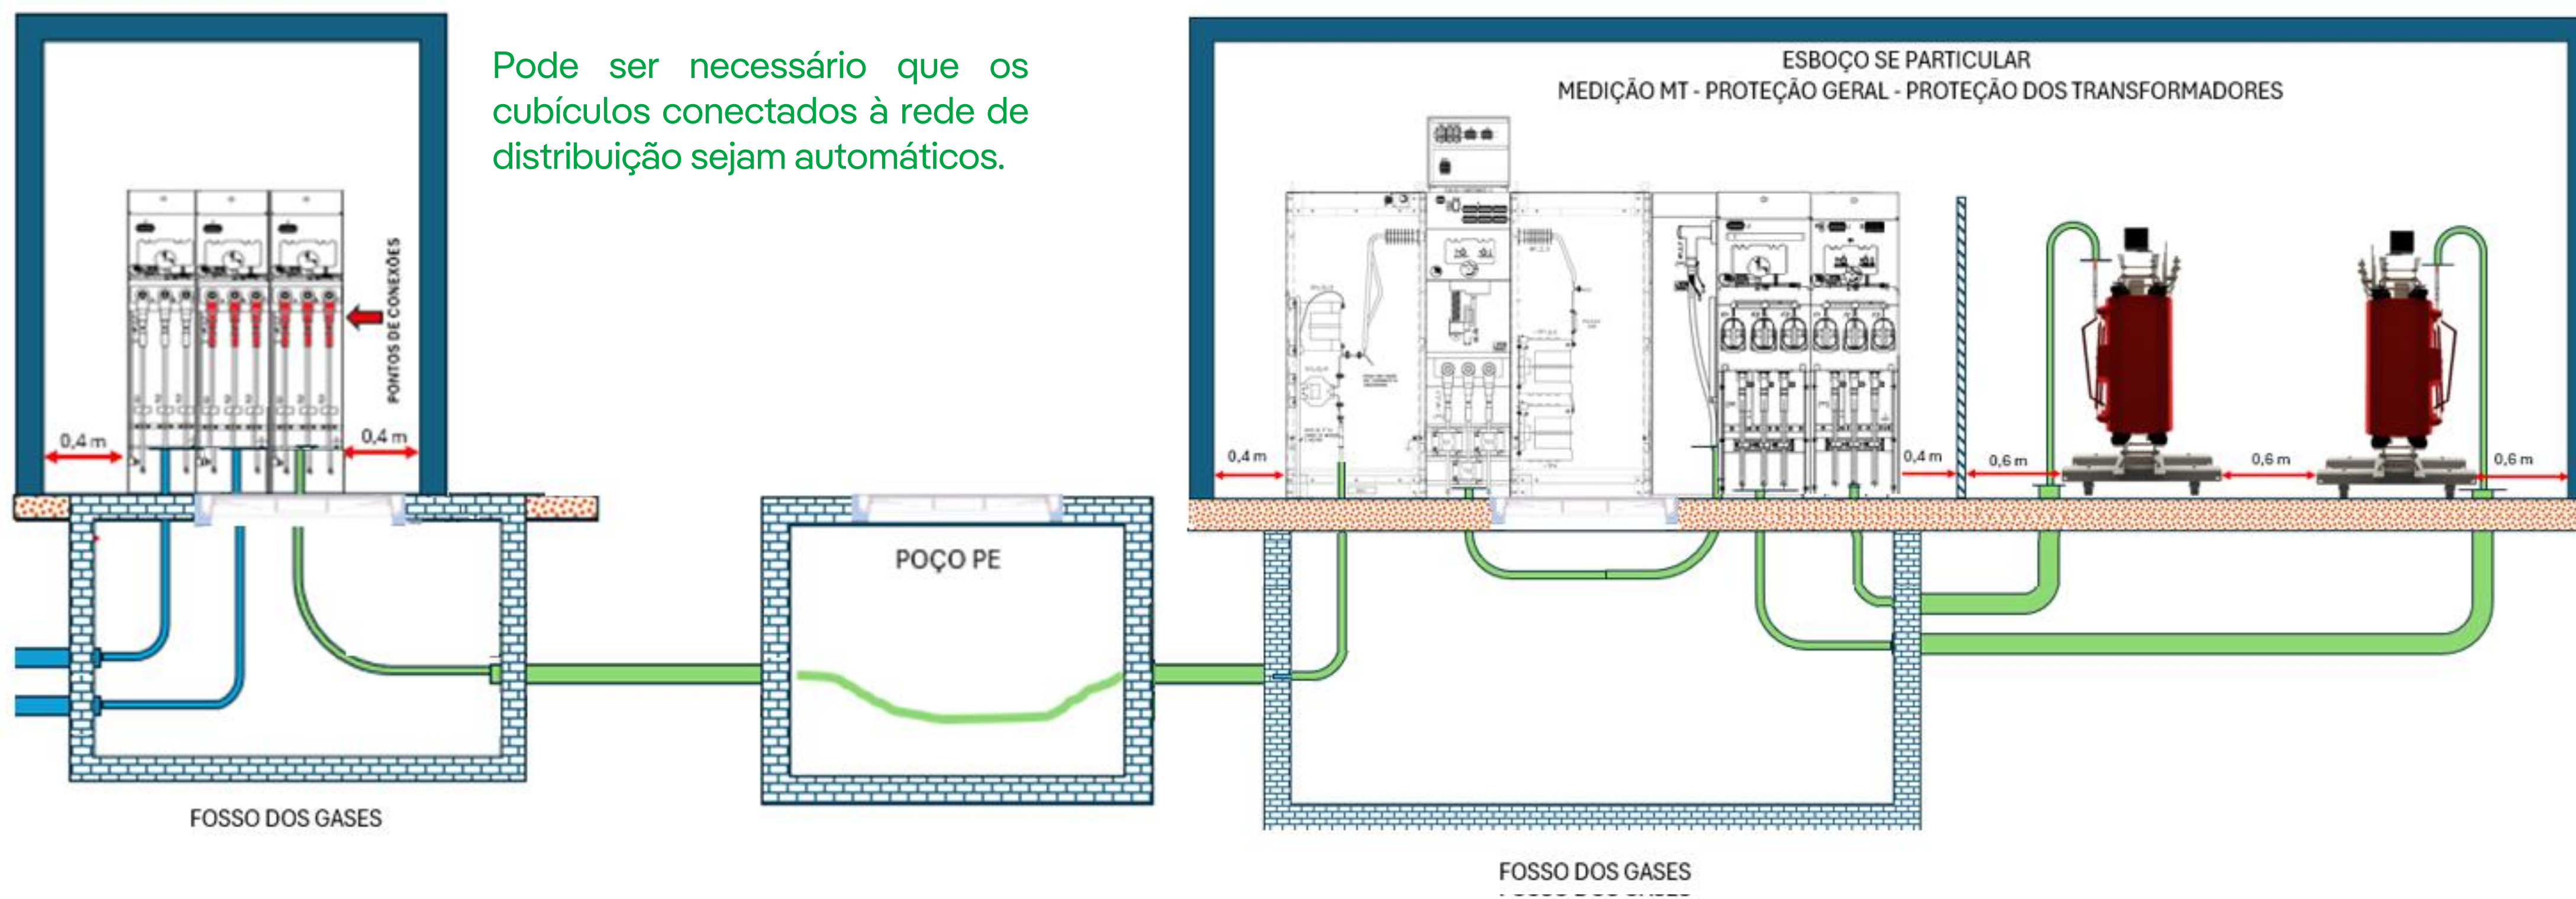 Pode ser necessário que os
cubículos conectados à rede de
distribuição sejam automáticos.
ESBOÇO SE PARTICULAR
MEDIÇÃO MT - PROTEÇÃO GERAL - PROTEÇÃO DOS TRANSFORMADORES
PONTOS DE CONEXÕES
0,4 m
0,4 m
0,4 m
0,4 m
0,6 m
0,6 m
0,6 m
POÇO PE
FOSSO DOS GASES
FOSSO DOS GASES